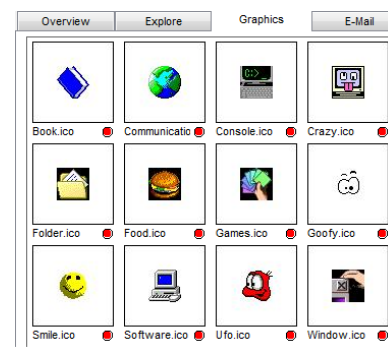 Overview Explore Graphics E-Mail
Book.ico Communicatio Console.ico Crazy.ico
Folder.ico Food.ico Games.ico Goofy.ico
Smile.ico Software.ico Ufo.ico Window.ico